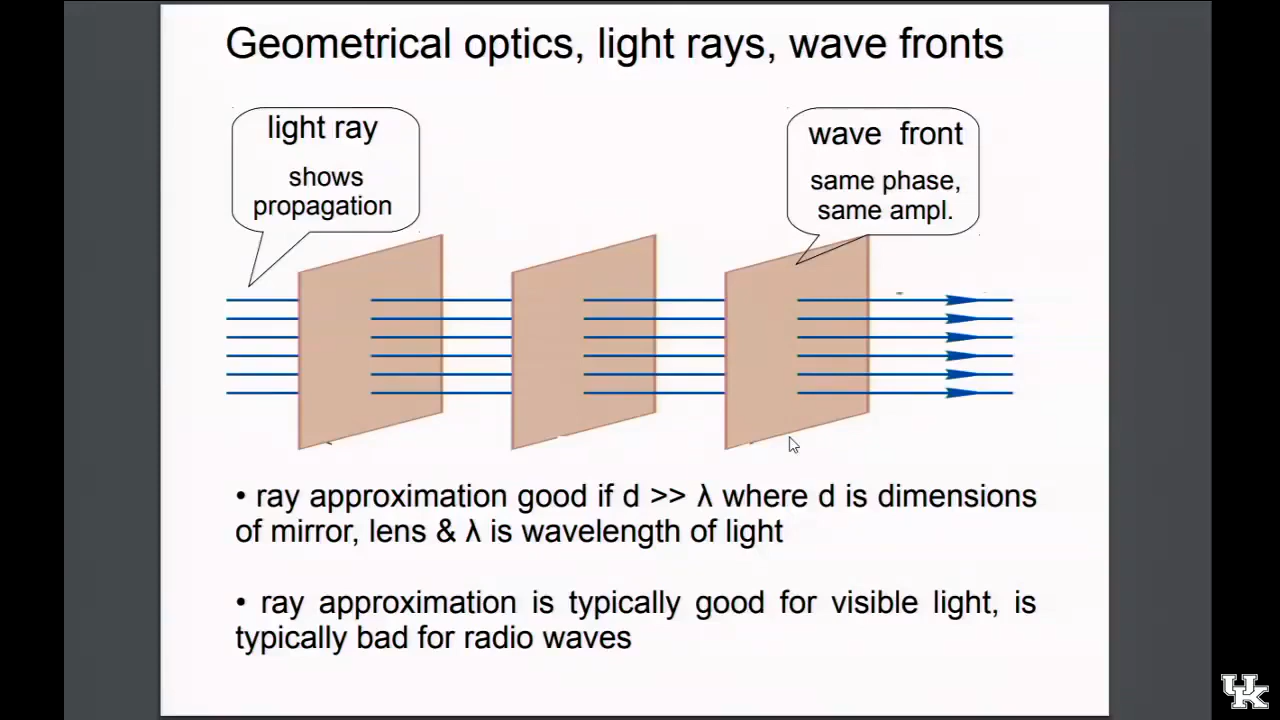 Geometrical optics, light rays, wave fronts
light ray
shows
propagation
wave front
same phase,
same ampl.
• ray approximation good if d >> λ where d is dimensions
of mirror, lens & λ is wavelength of light
• ray approximation is typically good for visible light, is
typically bad for radio waves
UK